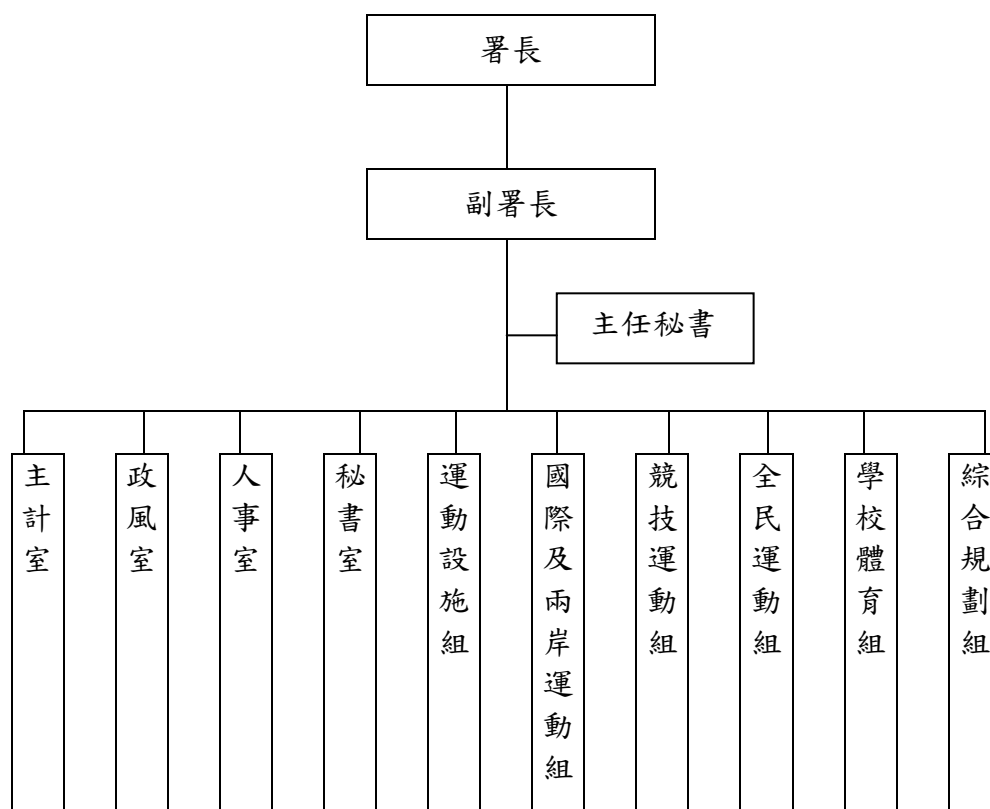 署長
副署長
主任秘書
主計室
政風室
人事室
秘書室
運動設施組
國際及兩岸運動組
競技運動組
全民運動組
學校體育組
綜合規劃組